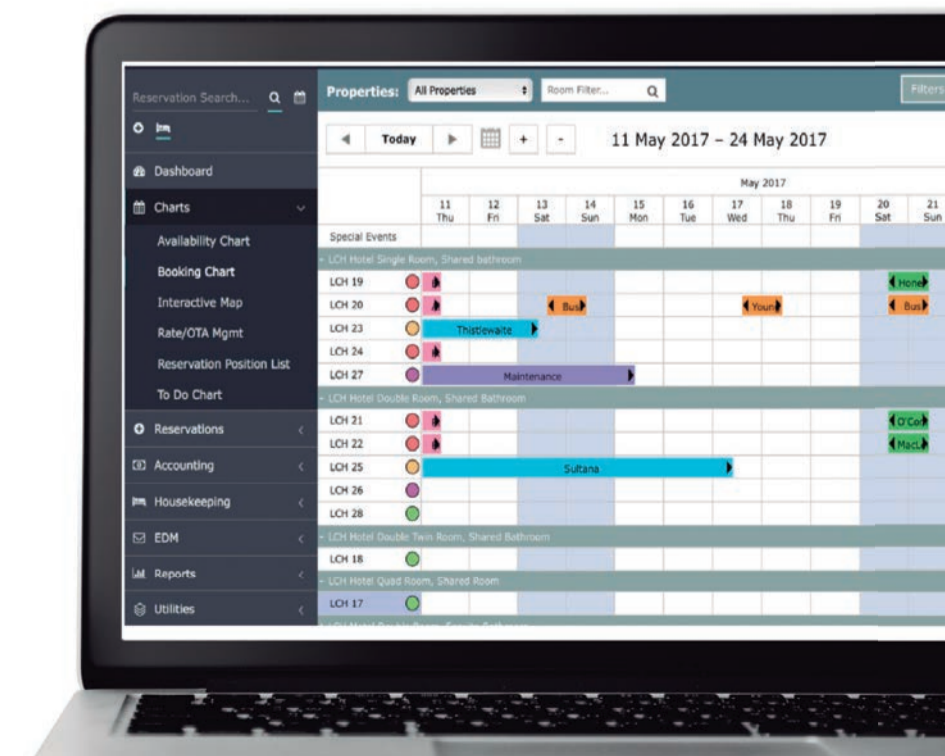 Reservation Search...
Properties: All Properties Room Filter... Filters
Today + - 11 May 2017 – 24 May 2017
Dashboard
Charts
Availability Chart
Booking Chart
Interactive Map
Rate/OTA Mgmt
Reservation Position List
To Do Chart
Reservations
Accounting
Housekeeping
EDM
Reports
Utilities
May 2017
11 12 13 14 15 16 17 18 19 20 21
Thu Fri Sat Sun Mon Tue Wed Thu Fri Sat Sun
Special Events
- LCH Hotel Single Room, Shared bathroom
LCH 19 Hone
LCH 20 Bus Youn Bus
LCH 23 Thistlewaite
LCH 24
LCH 27 Maintenance
- LCH Hotel Double Room, Shared Bathroom
LCH 21 O'Con
LCH 22 MacL
LCH 25 Sultana
LCH 26
LCH 28
- LCH Hotel Double Twin Room, Shared Bathroom
LCH 18
- LCH Hotel Quad Room, Shared Room
LCH 17